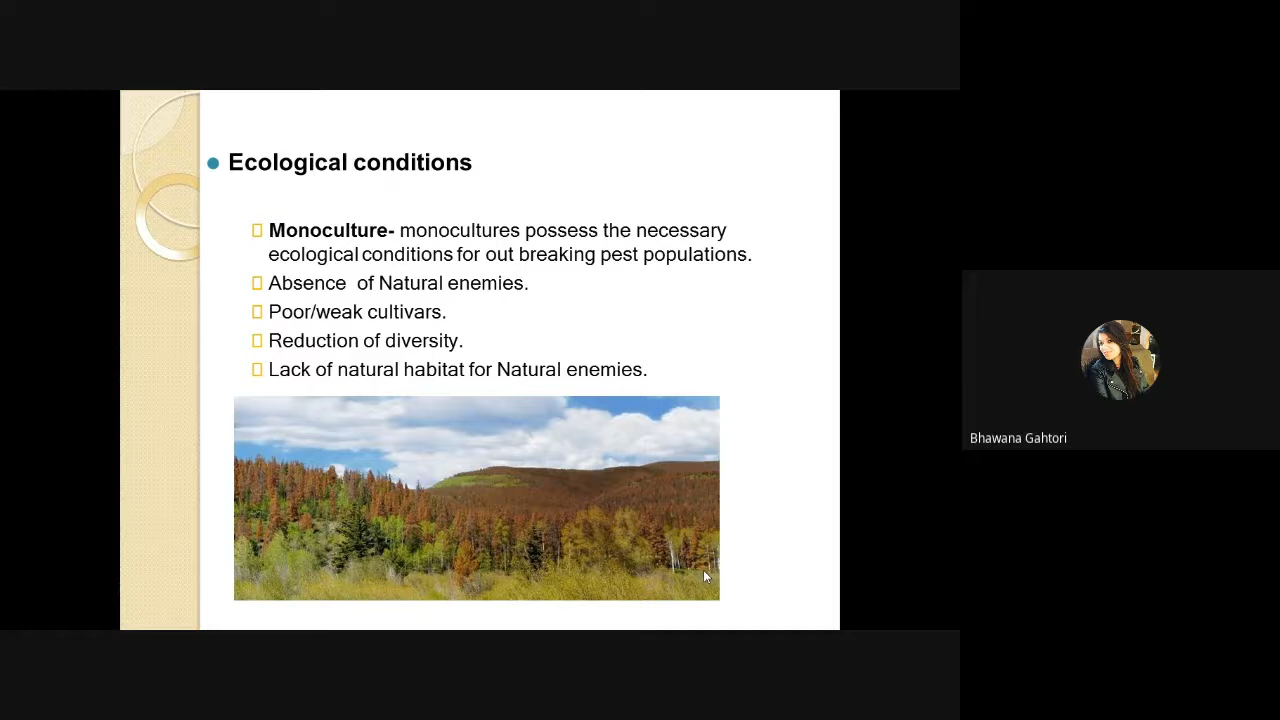 Ecological conditions
Monoculture- monocultures possess the necessary
ecological conditions for out breaking pest populations.
Absence of Natural enemies.
Poor/weak cultivars.
Reduction of diversity.
Lack of natural habitat for Natural enemies.
Bhawana Gahtori